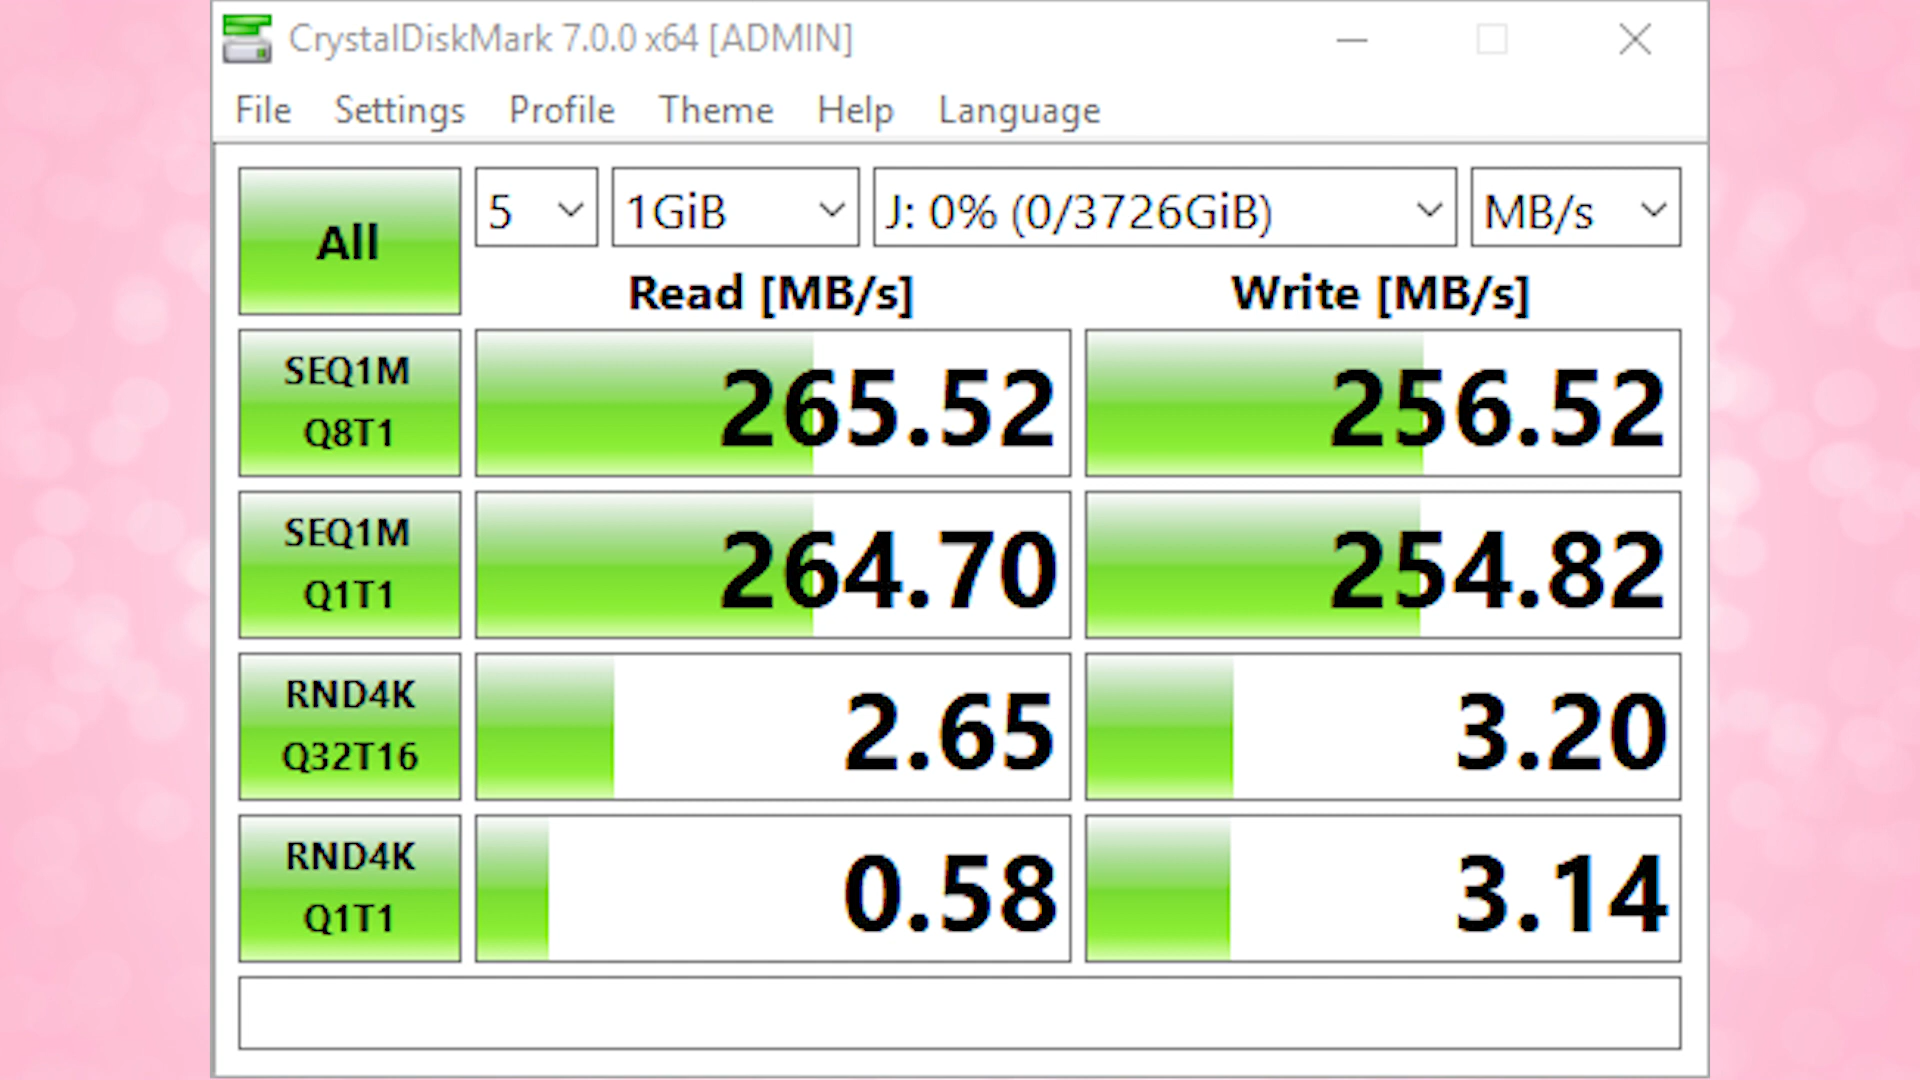 CrystalDiskMark 7.0.0 x64 [ADMIN]
File Settings Profile Theme Help Language
All 5 1GiB J: 0% (0/3726GiB) MB/s
Read [MB/s] Write [MB/s]
SEQ1M
Q8T1
265.52 256.52
SEQ1M
Q1T1
264.70 254.82
RND4K
Q32T16
2.65 3.20
RND4K
Q1T1
0.58 3.14